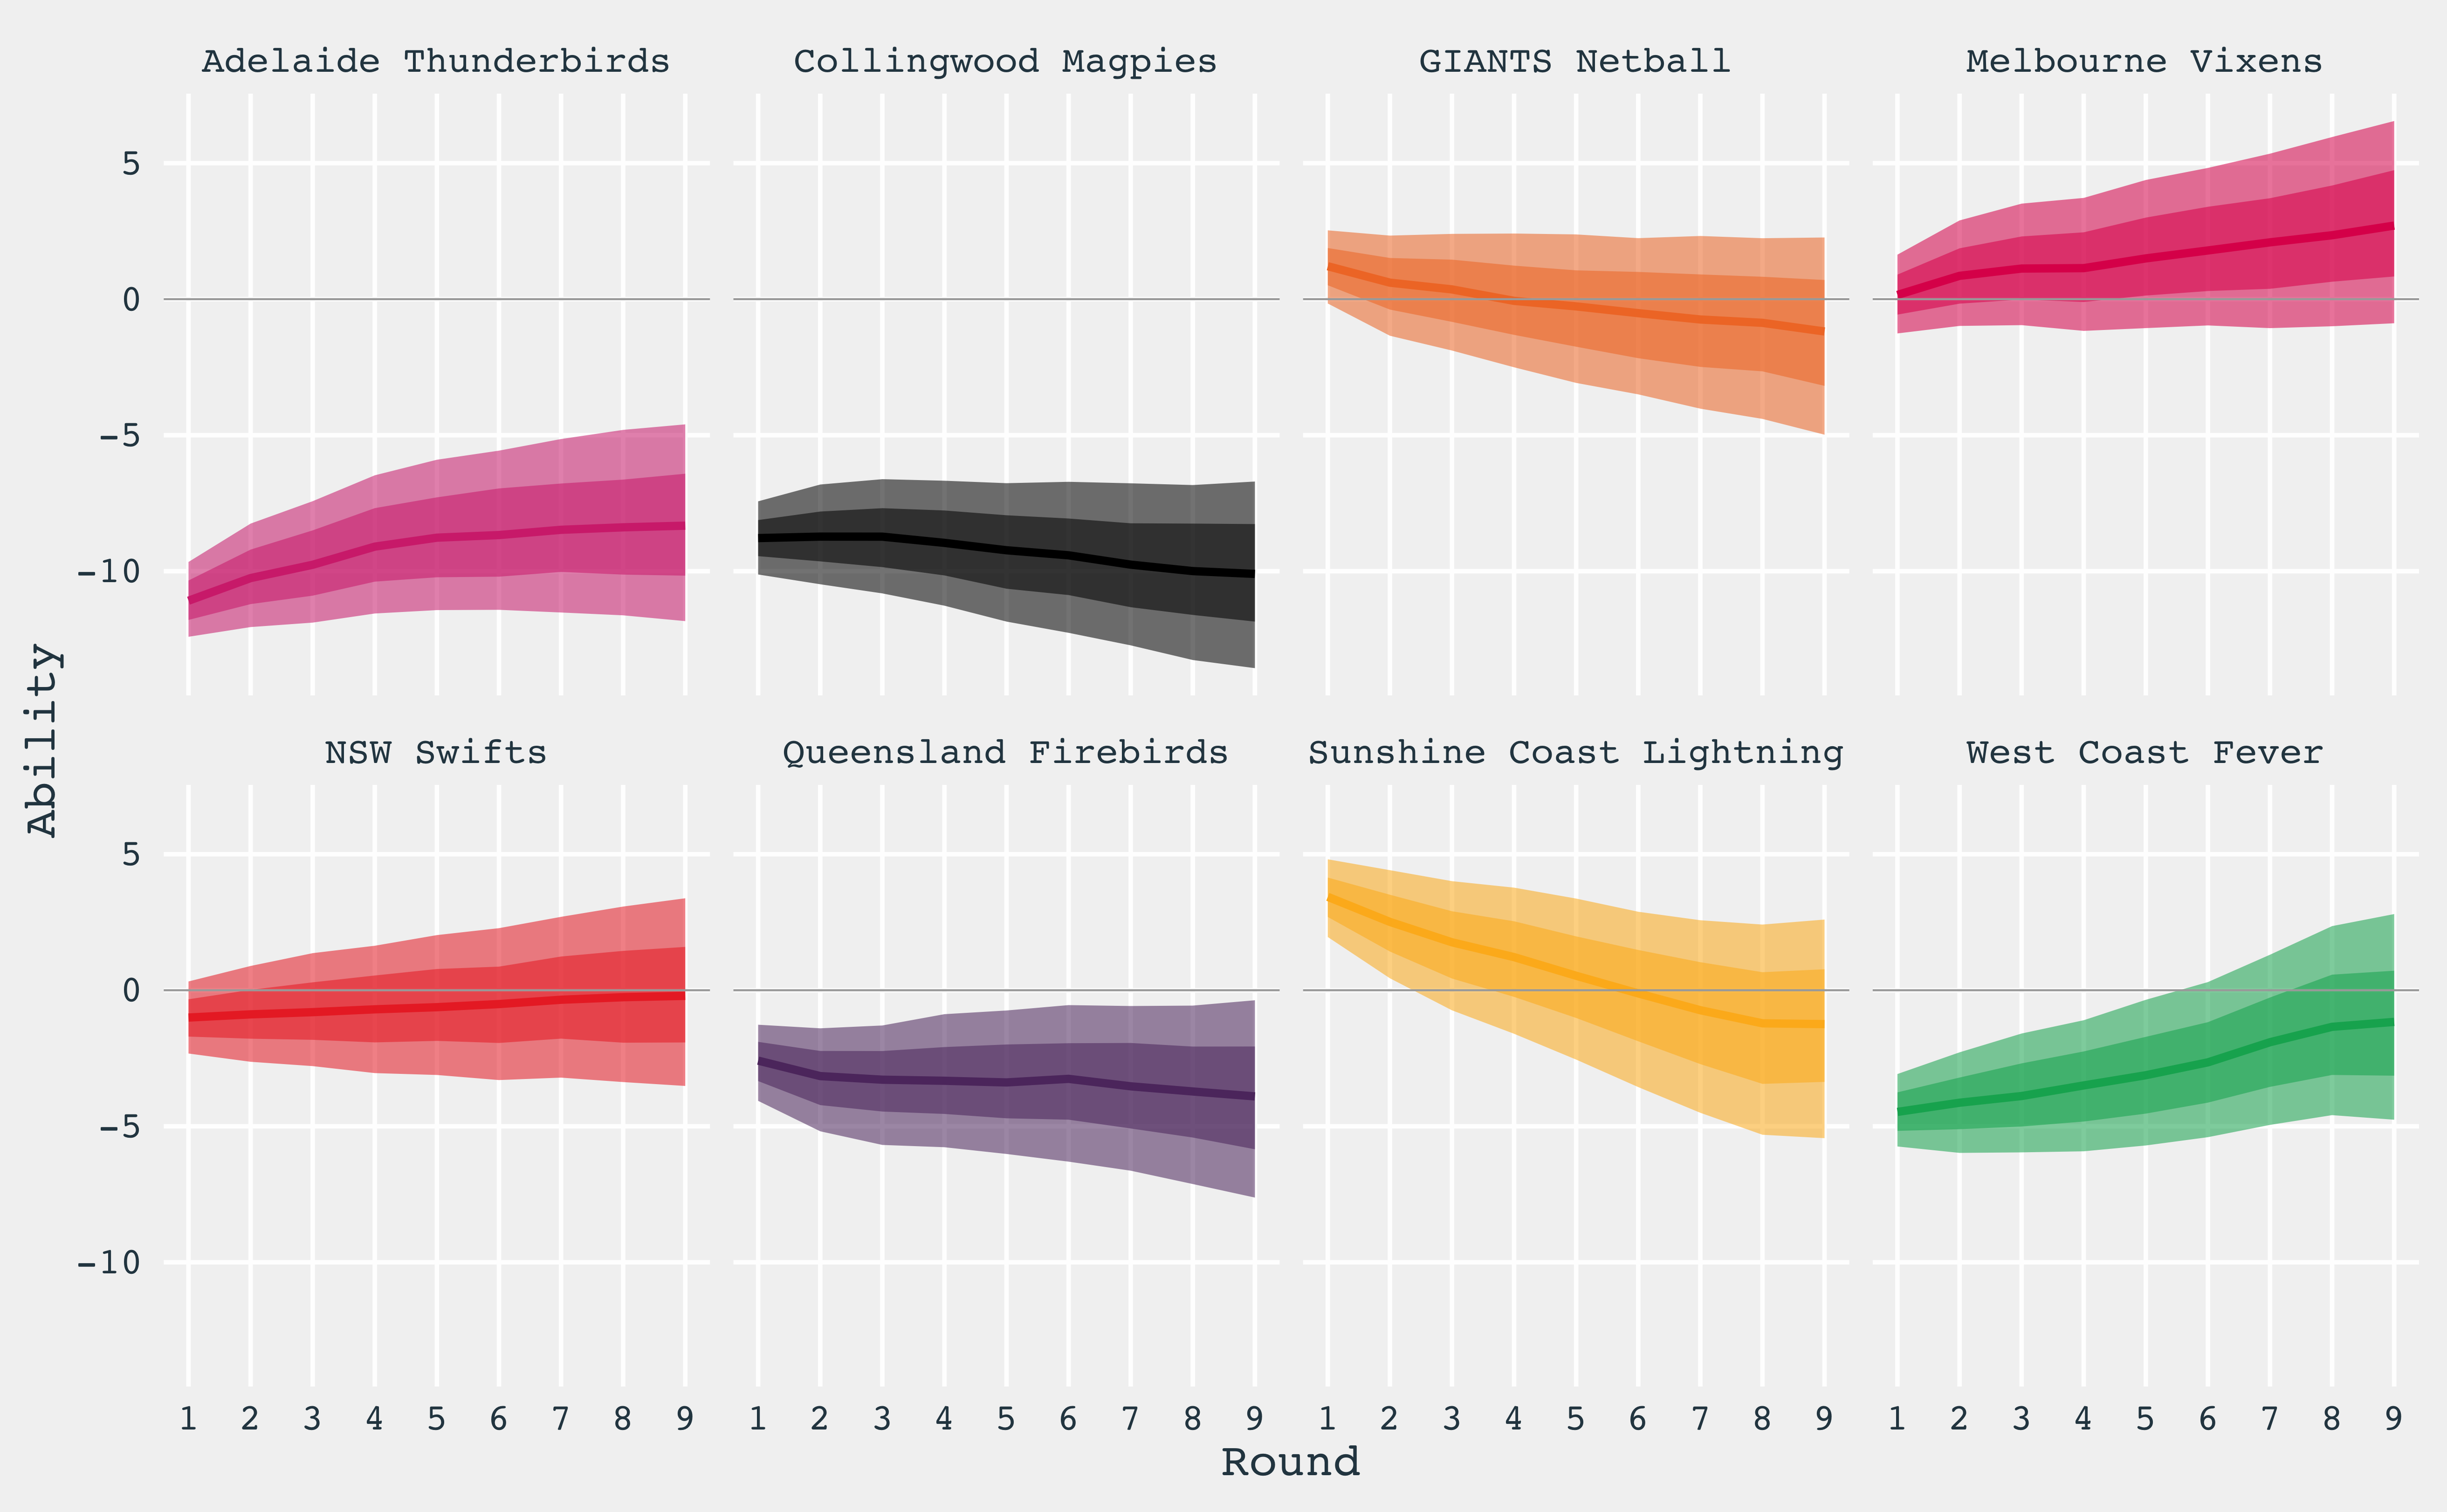 Adelaide Thunderbirds Collingwood Magpies GIANTS Netball Melbourne Vixens
5
0
-5
-10
Ability
NSW Swifts Queensland Firebirds Sunshine Coast Lightning West Coast Fever
5
0
-5
-10
1 2 3 4 5 6 7 8 9 1 2 3 4 5 6 7 8 9 1 2 3 4 5 6 7 8 9 1 2 3 4 5 6 7 8 9
Round